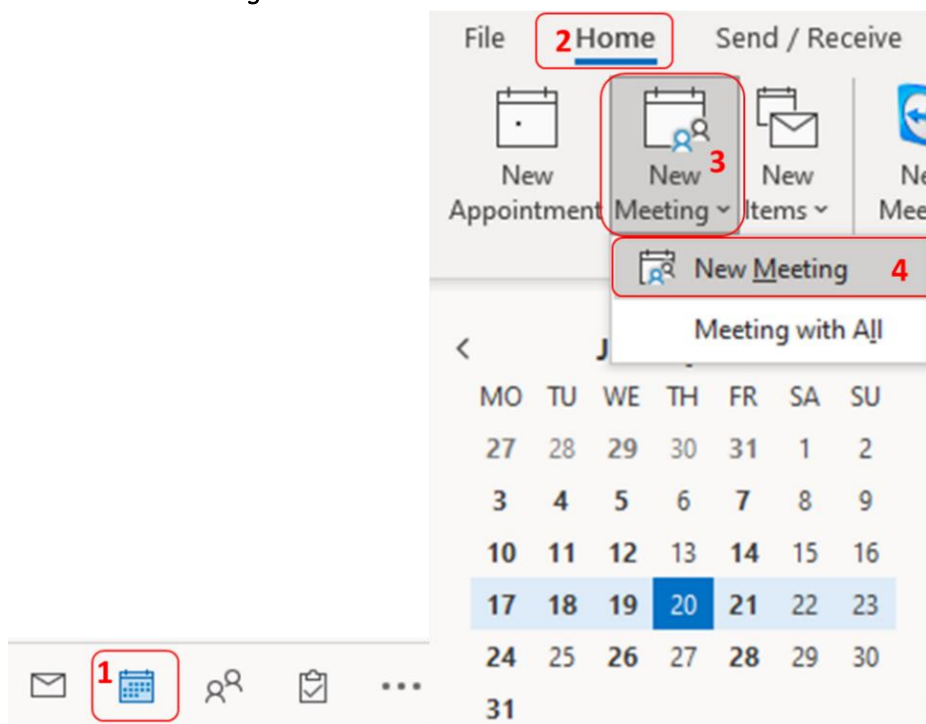 File 2 Home Send / Receive
New Appointment
New Meeting 3
New Items
New Meeting 4
Meeting with All
MO TU WE TH FR SA SU
27 28 29 30 31 1 2
3 4 5 6 7 8 9
10 11 12 13 14 15 16
17 18 19 20 21 22 23
24 25 26 27 28 29 30
31
1